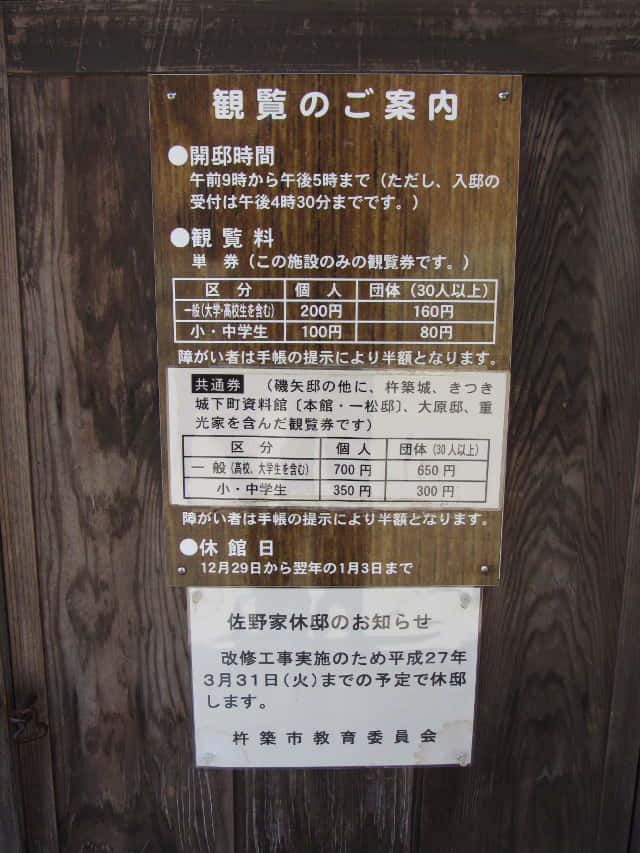 観覧のご案内
●開邸時間
午前9時から午後5時まで（ただし、入邸の
受付は午後4時30分までです。）
●観覧料
単 券（この施設のみの観覧券です。）
区 分 個 人 団体（30人以上）
一般（大学・高校生を含む） 200円 160円
小・中学生 100円 80円
障がい者は手帳の提示により半額となります。
共通券 （磯矢邸の他に、杵築城、きつき
城下町資料館〔本館・一松邸〕、大原邸、重
光家を含んだ観覧券です）
区 分 個 人 団体（30人以上）
一 般（高校、大学生を含む） 700円 650円
小・中学生 350円 300円
障がい者は手帳の提示により半額となります。
●休館日
12月29日から翌年の1月3日まで
佐野家休邸のお知らせ
改修工事実施のため平成27年
3月31日(火)までの予定で休邸
します。
杵築市教育委員会